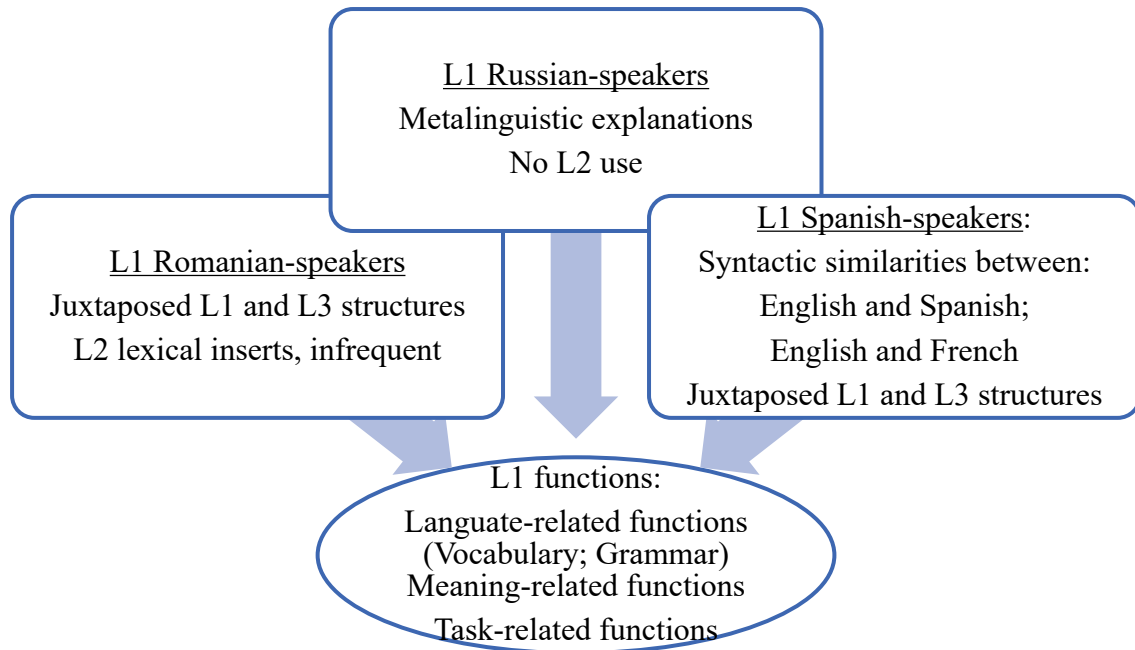 L1 Russian-speakers
Metalinguistic explanations
No L2 use
L1 Romanian-speakers
Juxtaposed L1 and L3 structures
L2 lexical inserts, infrequent
L1 Spanish-speakers:
Syntactic similarities between:
English and Spanish;
English and French
Juxtaposed L1 and L3 structures
L1 functions:
Languate-related functions
(Vocabulary; Grammar)
Meaning-related functions
Task-related functions